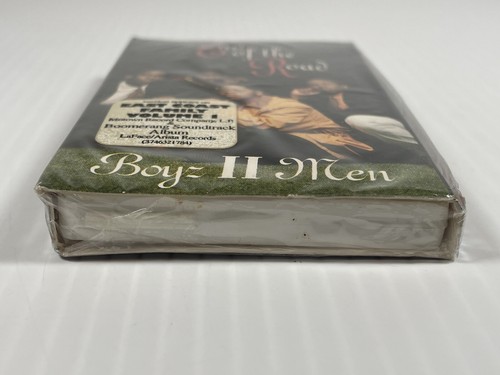 End of the
Road
EAST COAST
FAMILY
VOLUME 1
(Motown Record Company, L.P.)
&
Boomerang Soundtrack
Album
LaFace/Arista Records
(3746321784)
Boyz II Men